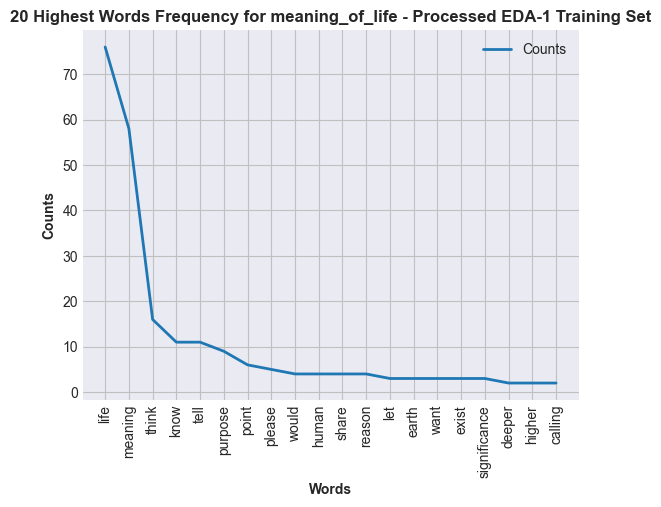 20 Highest Words Frequency for meaning_of_life - Processed EDA-1 Training Set
Counts
Counts
70
60
50
40
30
20
10
0
life
meaning
think
know
tell
purpose
point
please
would
human
share
reason
let
earth
want
exist
significance
deeper
higher
calling
Words